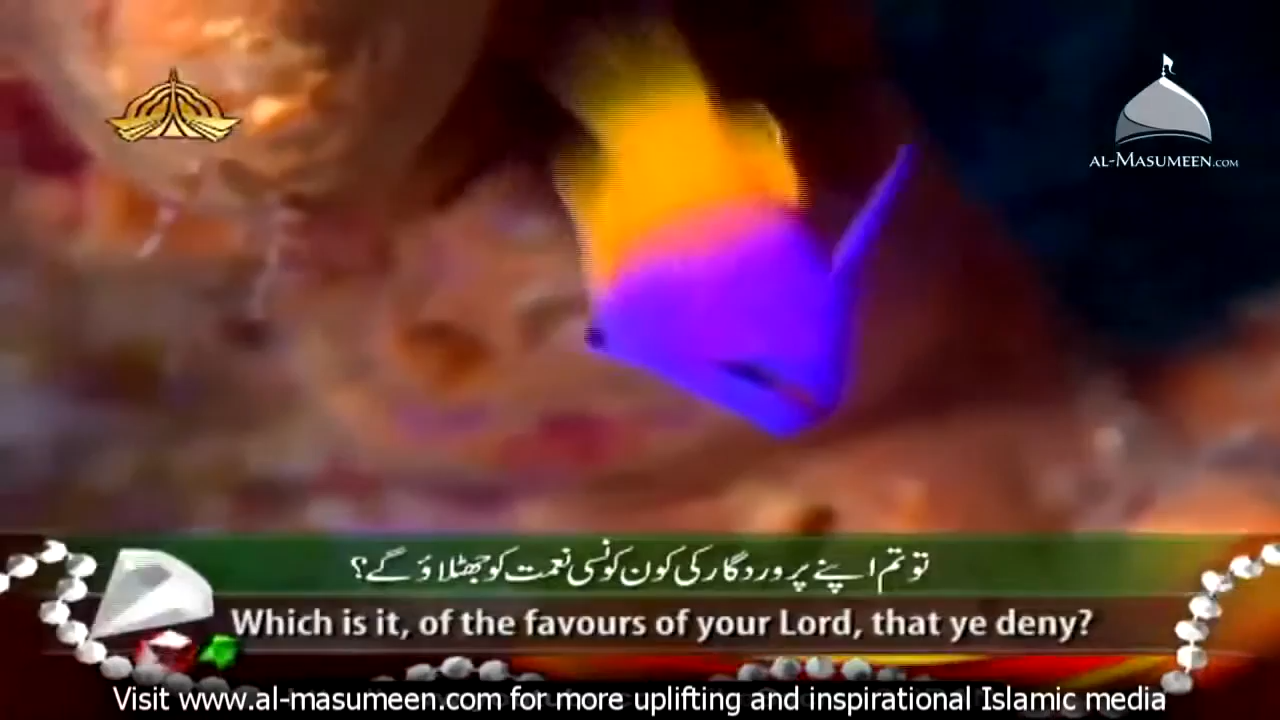 AL-MASUMEEN.COM
تو تم اپنے پروردگار کی کون کونسی نعمت کو جھٹلاؤ گے؟
Which is it, of the favours of your Lord, that ye deny?
Visit www.al-masumeen.com for more uplifting and inspirational Islamic media